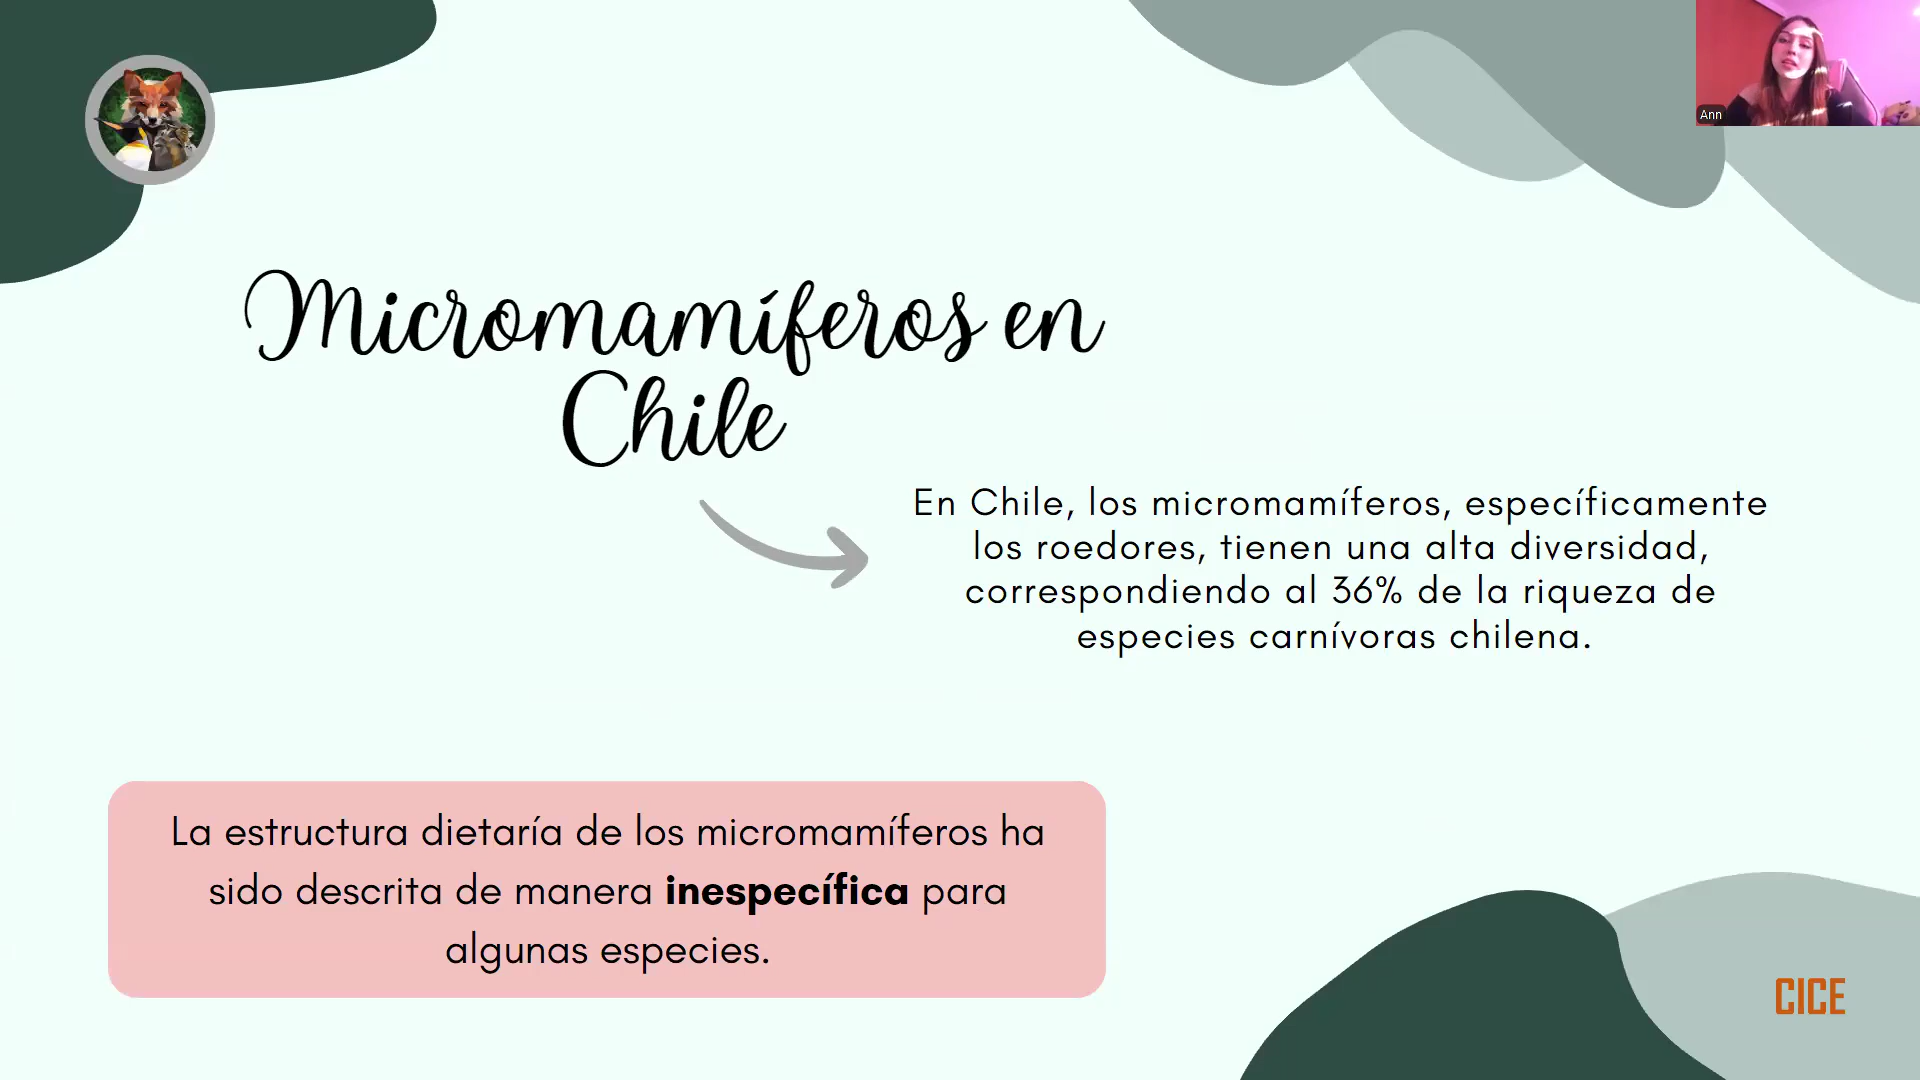 Ann
Micromamíferos en
Chile
En Chile, los micromamíferos, específicamente
los roedores, tienen una alta diversidad,
correspondiendo al 36% de la riqueza de
especies carnívoras chilena.
La estructura dietaría de los micromamíferos ha
sido descrita de manera inespecífica para
algunas especies.
CICE